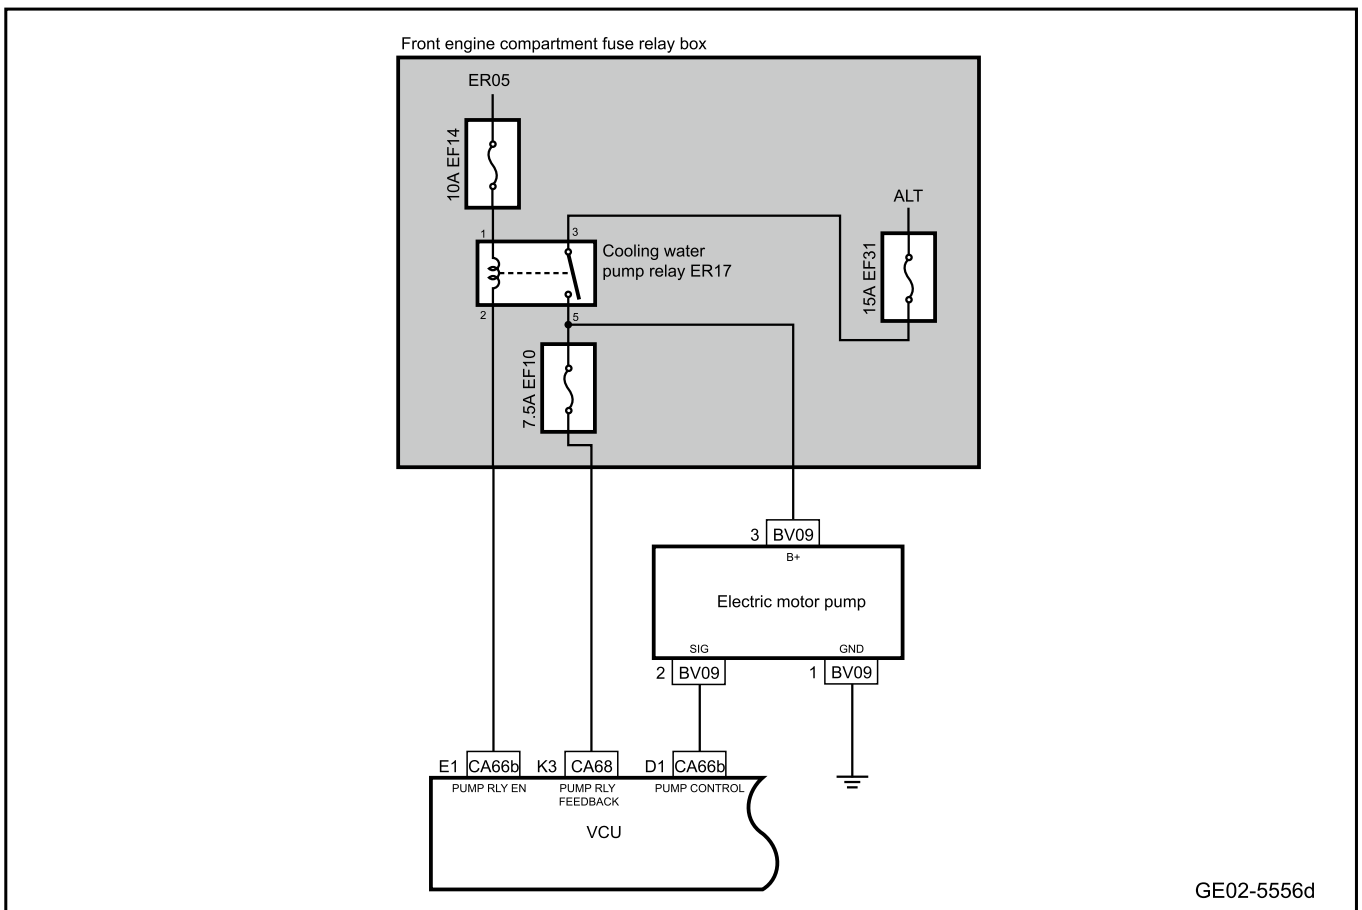 Front engine compartment fuse relay box
ER05
10A EF14
ALT
15A EF31
1
3
Cooling water
pump relay ER17
2
5
7.5A EF10
3 BV09
B+
Electric motor pump
SIG
GND
2 BV09
1 BV09
E1 CA66b
K3 CA68
D1 CA66b
PUMP RLY EN
PUMP RLY
FEEDBACK
PUMP CONTROL
VCU
GE02-5556d